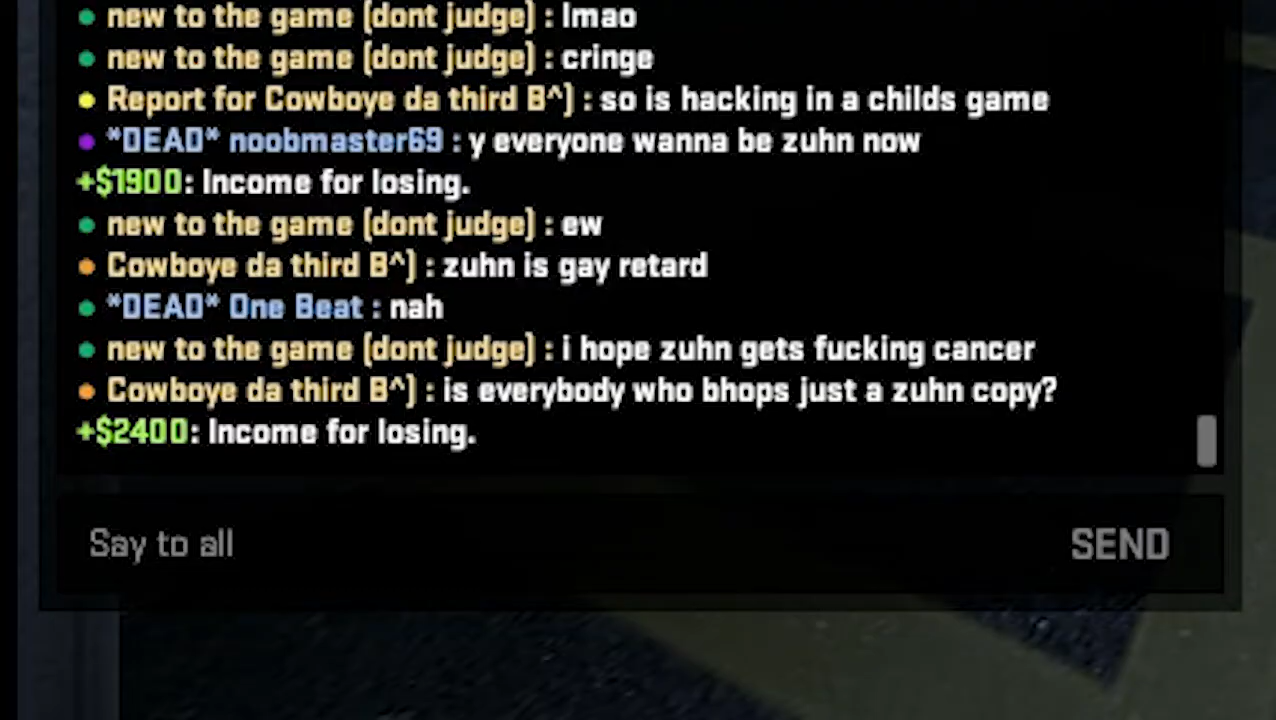 new to the game (dont judge) : lmao
new to the game (dont judge) : cringe
Report for Cowboye da third B^) : so is hacking in a childs game
*DEAD* noobmaster69 : y everyone wanna be zuhn now
+$1900: Income for losing.
new to the game (dont judge) : ew
Cowboye da third B^) : zuhn is gay retard
*DEAD* One Beat : nah
new to the game (dont judge) : i hope zuhn gets fucking cancer
Cowboye da third B^) : is everybody who bhops just a zuhn copy?
+$2400: Income for losing.
Say to all SEND